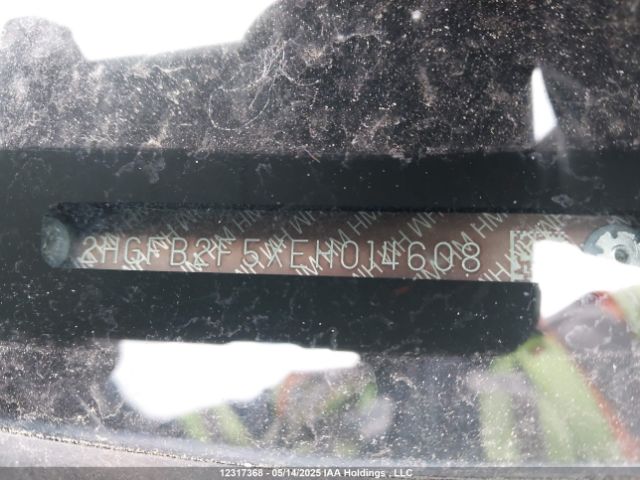 2HGFB2F5XEH014608
12317368 - 05/14/2025 IAA Holdings , LLC